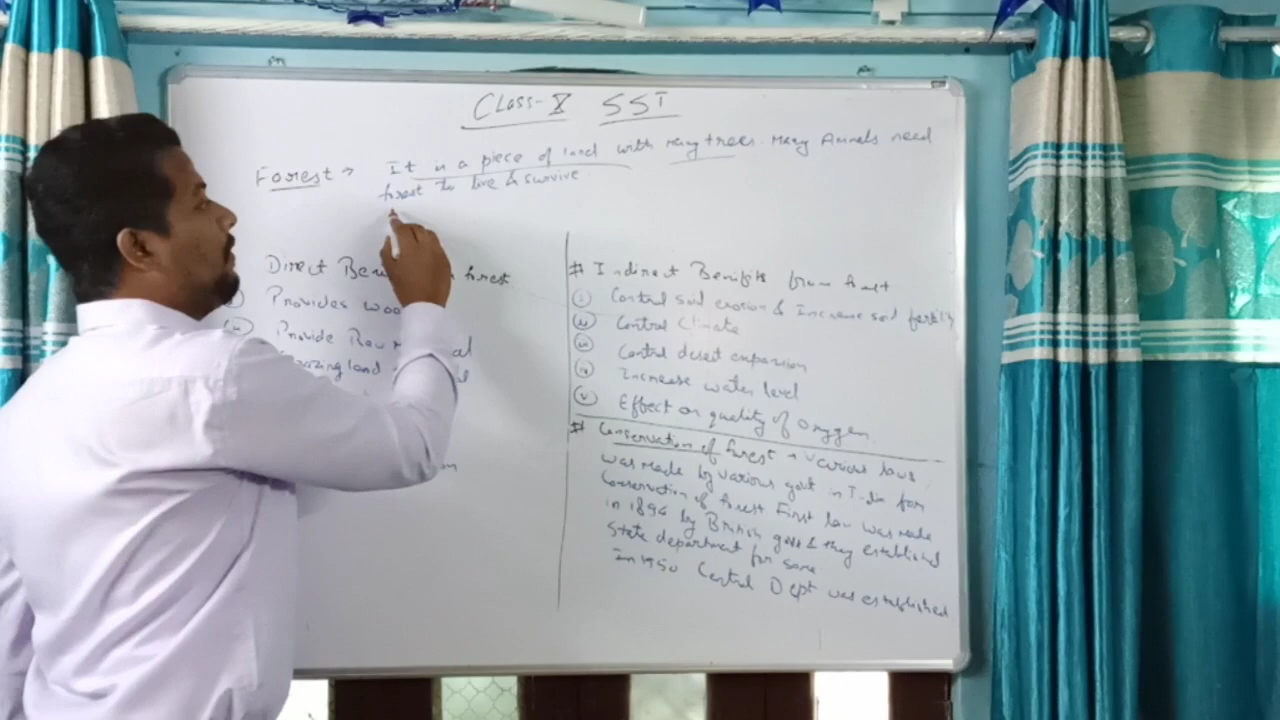 Class-X SST
Forest → It is a piece of land with many trees. Many Animals need
forest to live & survive
Direct forest
Provides
Provide Raw
# Indirect Benifits from forest
(i) Control soil erosion & Increase soil fertility
(ii) Control Climate
(iii) Control desert expansion
(iv) Increase water level
(v) Effect on quality of Oxygen
# Conservation of forest → Various laws
was made by various govt in India for
Conservation of forest First law was made
in 1894 by British govt & they established
State department for same
In 1950 Central Dept was established